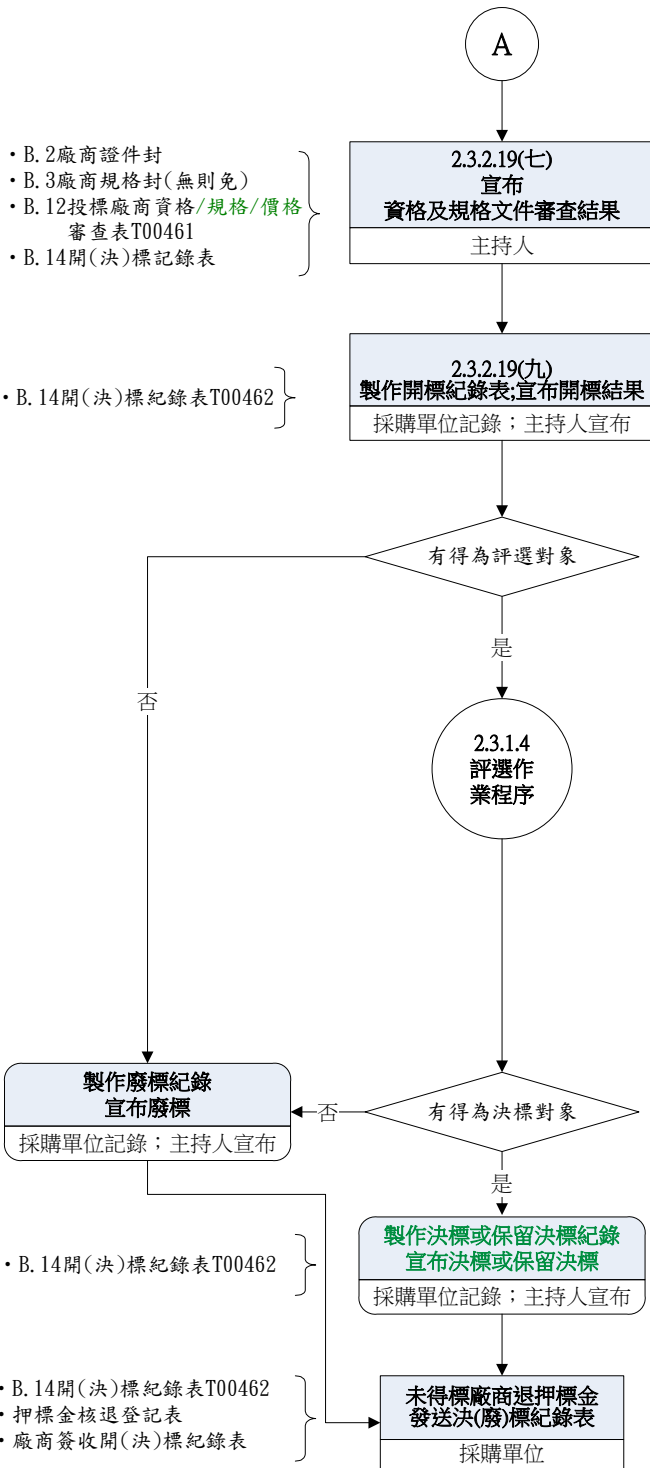 A
・B.2廠商證件封
・B.3廠商規格封(無則免)
・B.12投標廠商資格/規格/價格
審查表T00461
・B.14開(決)標記錄表
2.3.2.19(七)
宣布
資格及規格文件審查結果
主持人
・B.14開(決)標紀錄表T00462
2.3.2.19(九)
製作開標紀錄表;宣布開標結果
採購單位記錄；主持人宣布
有得為評選對象
是
否
2.3.1.4
評選作
業程序
製作廢標紀錄
宣布廢標
採購單位記錄；主持人宣布
否
有得為決標對象
是
・B.14開(決)標紀錄表T00462
製作決標或保留決標紀錄
宣布決標或保留決標
採購單位記錄；主持人宣布
・B.14開(決)標紀錄表T00462
・押標金核退登記表
・廠商簽收開(決)標紀錄表
未得標廠商退押標金
發送決(廢)標紀錄表
採購單位